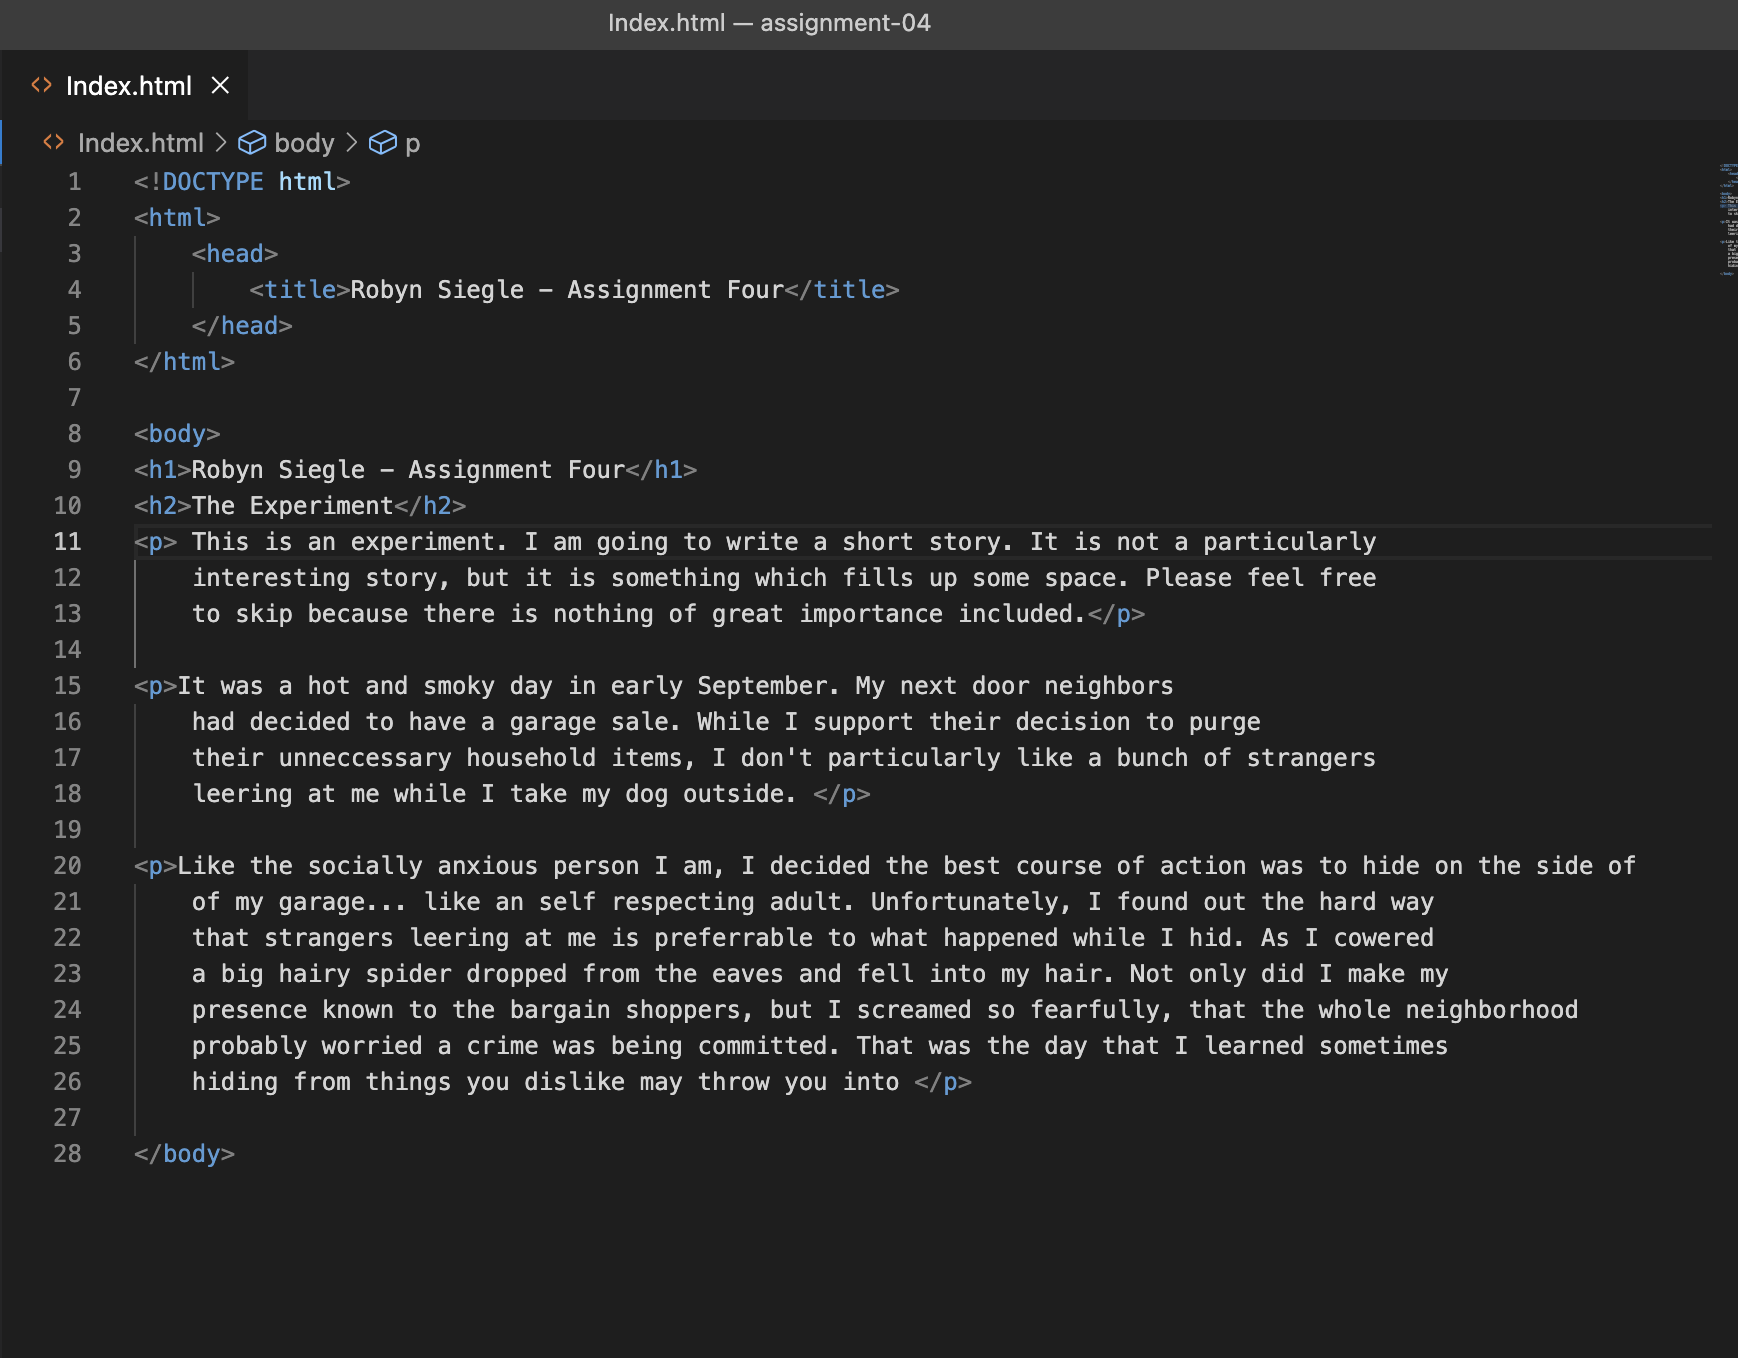 Index.html — assignment-04
Index.html
Index.html > body > p
1 <!DOCTYPE html>
2 <html>
3 <head>
4 <title>Robyn Siegle - Assignment Four</title>
5 </head>
6 </html>
7
8 <body>
9 <h1>Robyn Siegle - Assignment Four</h1>
10 <h2>The Experiment</h2>
11 <p> This is an experiment. I am going to write a short story. It is not a particularly
12 interesting story, but it is something which fills up some space. Please feel free
13 to skip because there is nothing of great importance included.</p>
14
15 <p>It was a hot and smoky day in early September. My next door neighbors
16 had decided to have a garage sale. While I support their decision to purge
17 their unneccessary household items, I don't particularly like a bunch of strangers
18 leering at me while I take my dog outside. </p>
19
20 <p>Like the socially anxious person I am, I decided the best course of action was to hide on the side of
21 of my garage... like an self respecting adult. Unfortunately, I found out the hard way
22 that strangers leering at me is preferrable to what happened while I hid. As I cowered
23 a big hairy spider dropped from the eaves and fell into my hair. Not only did I make my
24 presence known to the bargain shoppers, but I screamed so fearfully, that the whole neighborhood
25 probably worried a crime was being committed. That was the day that I learned sometimes
26 hiding from things you dislike may throw you into </p>
27
28 </body>